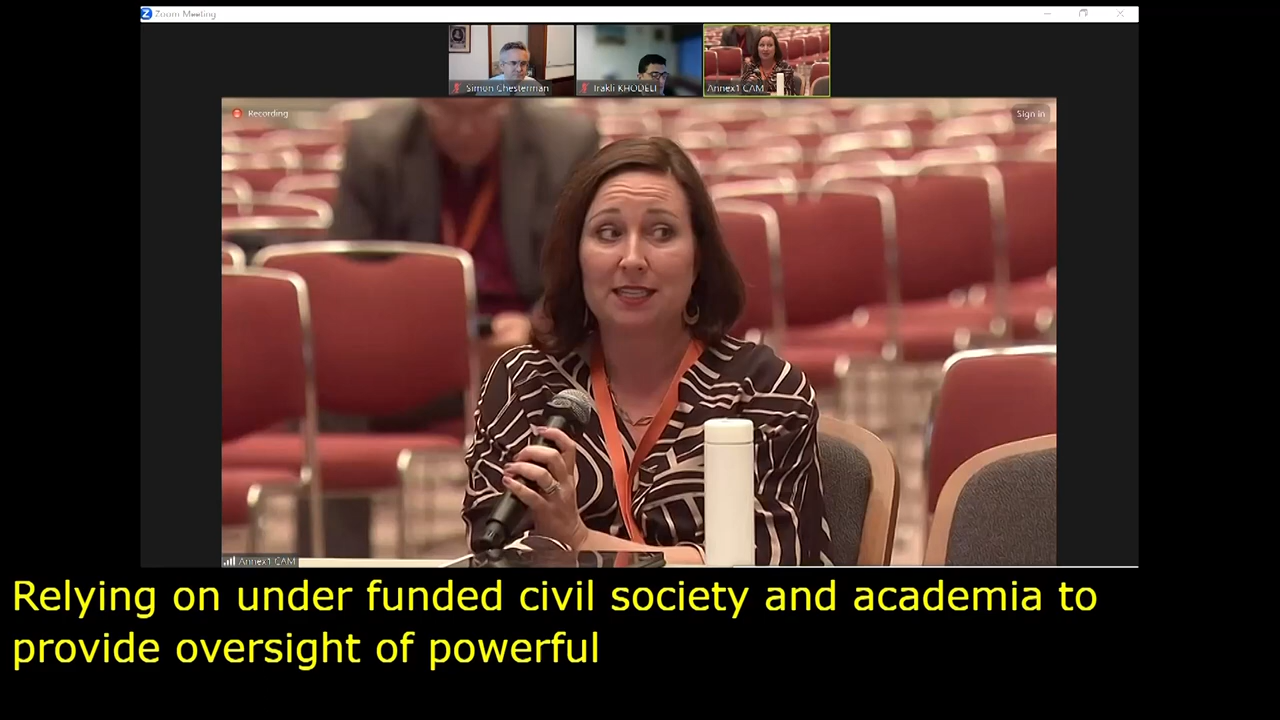 Zoom Meeting
Simon Chesterman
Irakli KHODELI
Annex1 CAM
Recording
Sign in
Annex1 CAM
Relying on under funded civil society and academia to
provide oversight of powerful